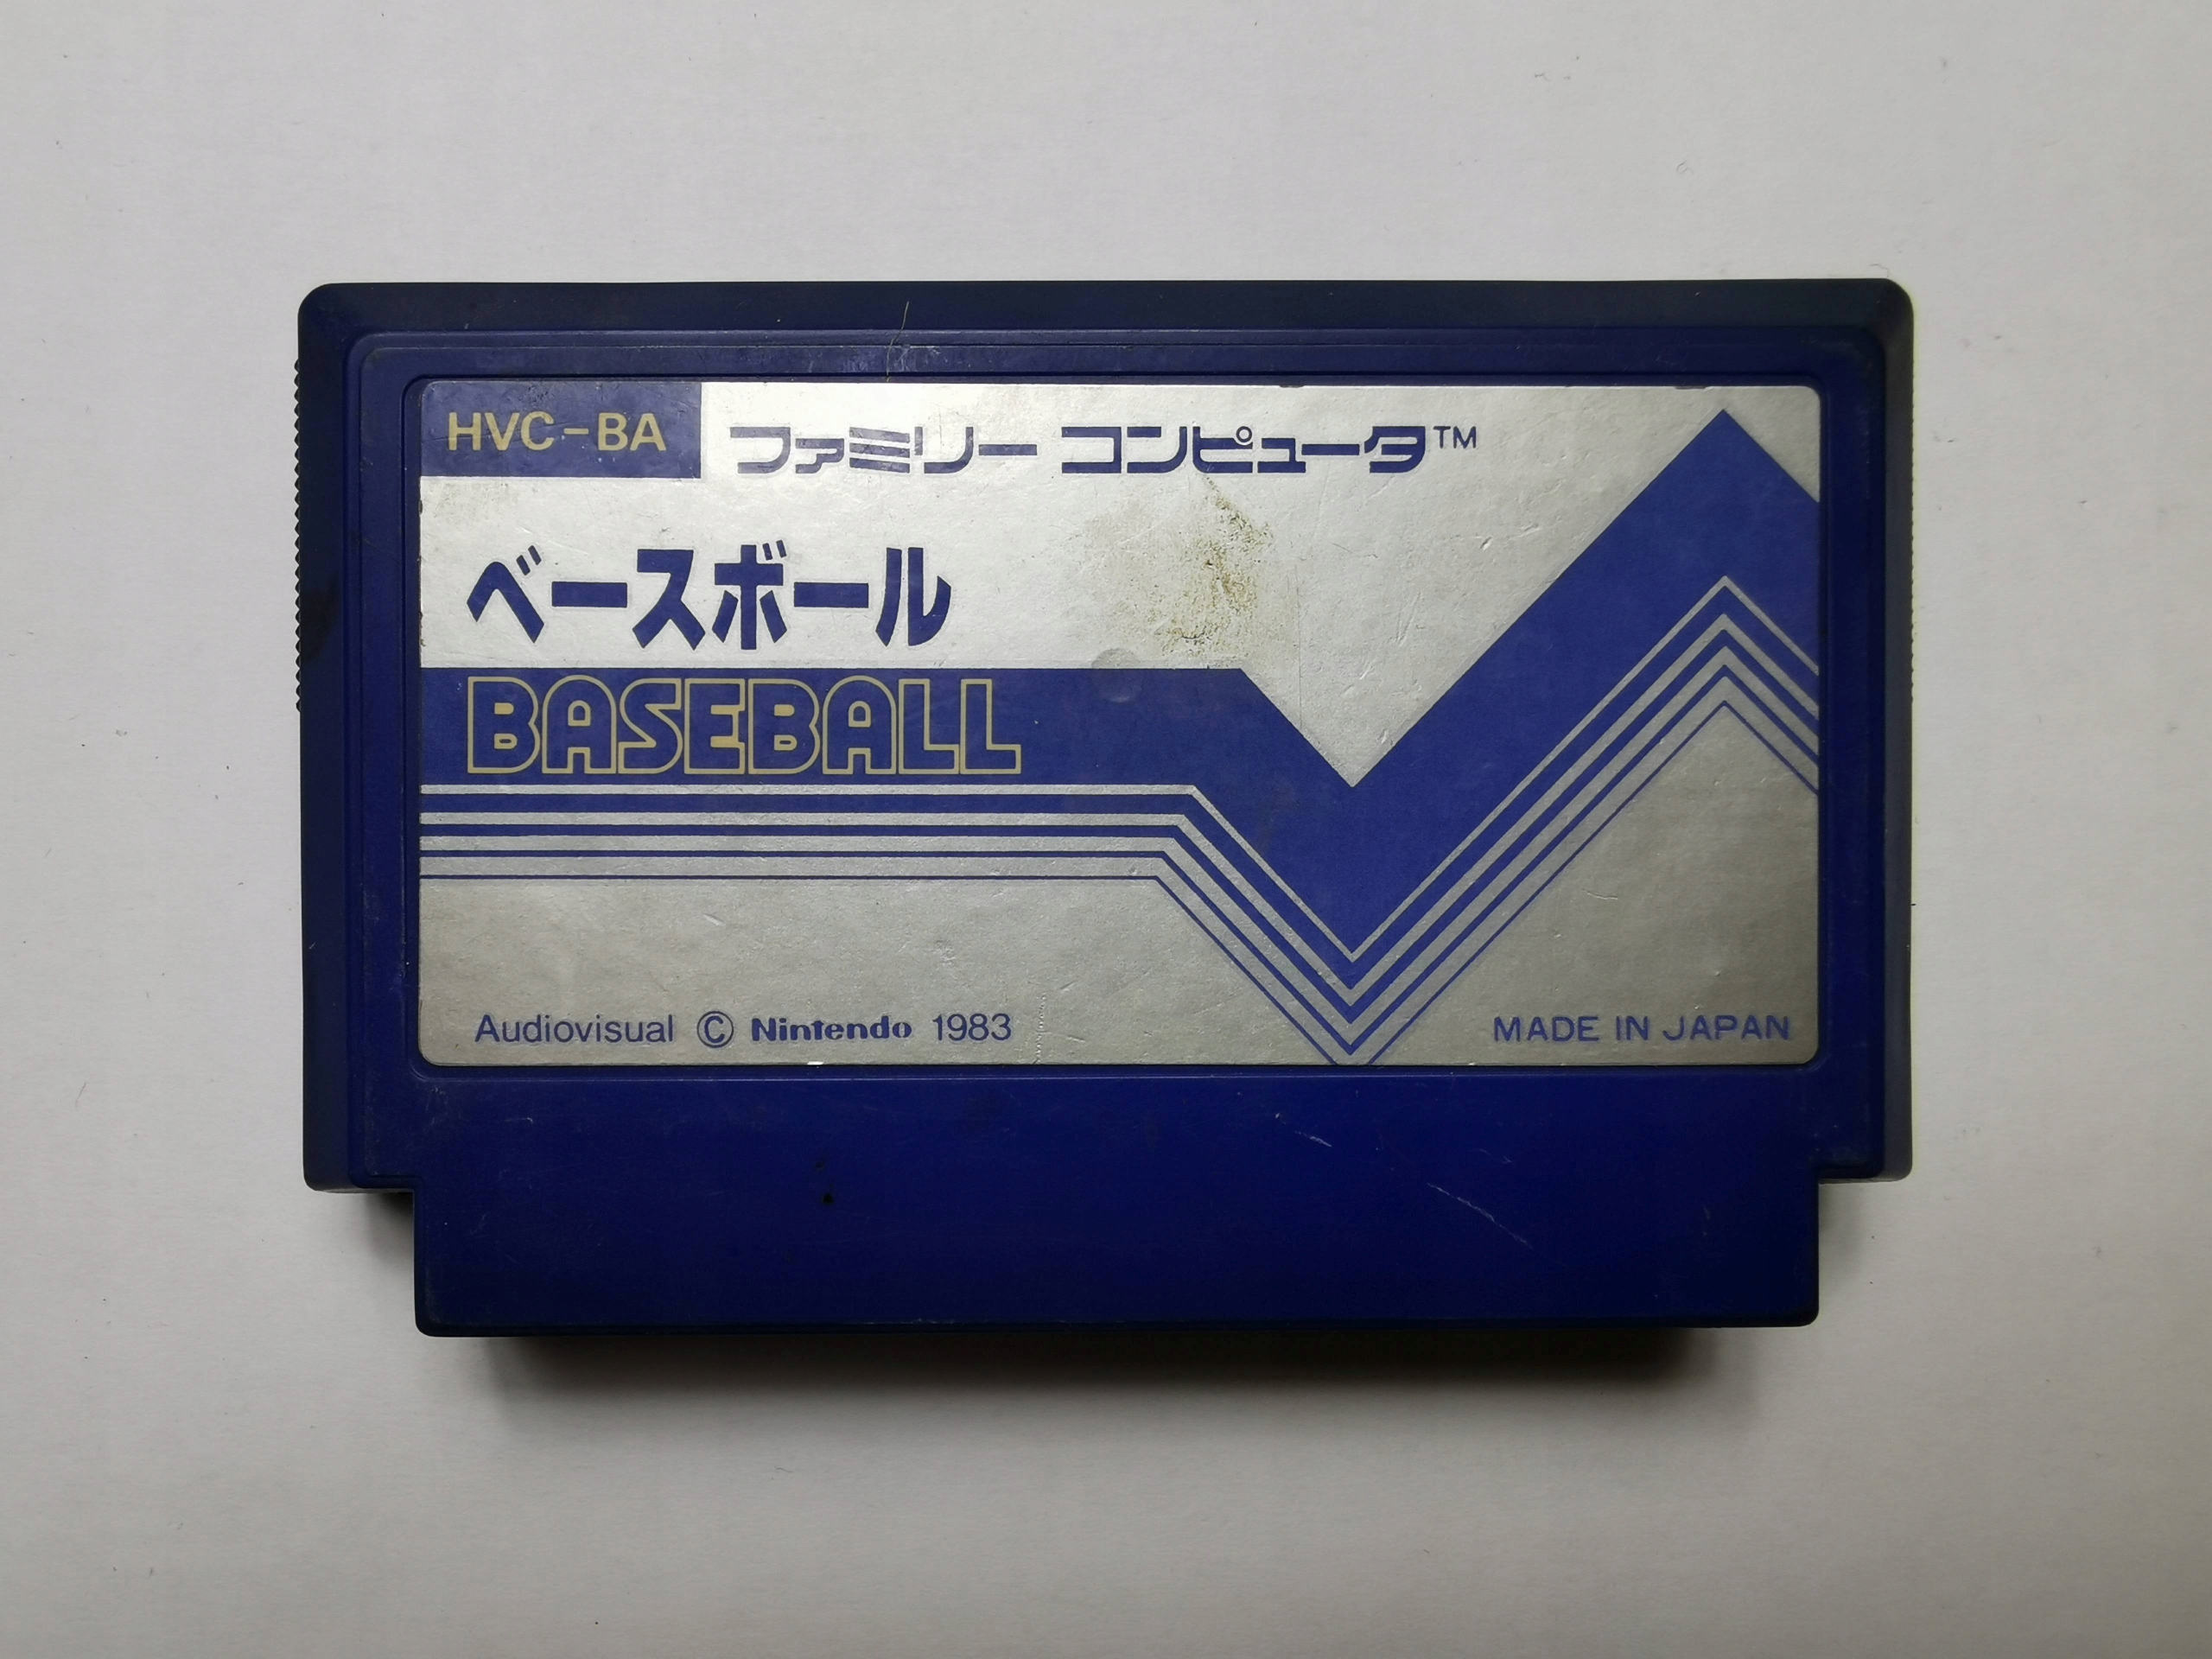 HVC-BA
ファミリー コンピュータ™
ベースボール
BASEBALL
Audiovisual © Nintendo 1983
MADE IN JAPAN